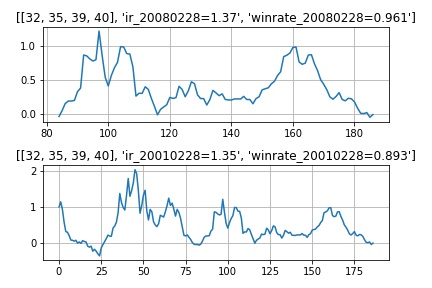 [[32, 35, 39, 40], 'ir_20080228=1.37', 'winrate_20080228=0.961']
1.0
0.5
0.0
80 100 120 140 160 180
[[32, 35, 39, 40], 'ir_20010228=1.35', 'winrate_20010228=0.893']
2
1
0
0 25 50 75 100 125 150 175